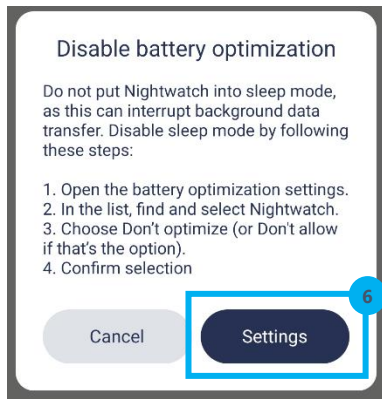 Disable battery optimization
Do not put Nightwatch into sleep mode,
as this can interrupt background data
transfer. Disable sleep mode by following
these steps:
1. Open the battery optimization settings.
2. In the list, find and select Nightwatch.
3. Choose Don’t optimize (or Don't allow
if that’s the option).
4. Confirm selection
6
Cancel
Settings